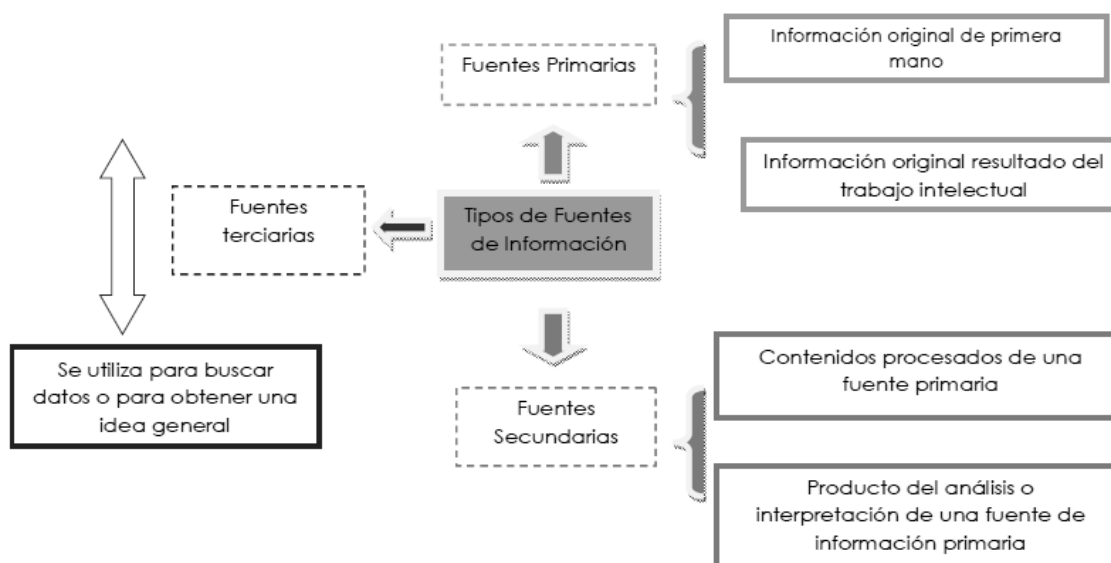 Fuentes Primarias
Información original de primera
mano
Información original resultado del
trabajo intelectual
Tipos de Fuentes
de Información
Fuentes
terciarias
Se utiliza para buscar
datos o para obtener una
idea general
Fuentes
Secundarias
Contenidos procesados de una
fuente primaria
Producto del análisis o
interpretación de una fuente de
información primaria